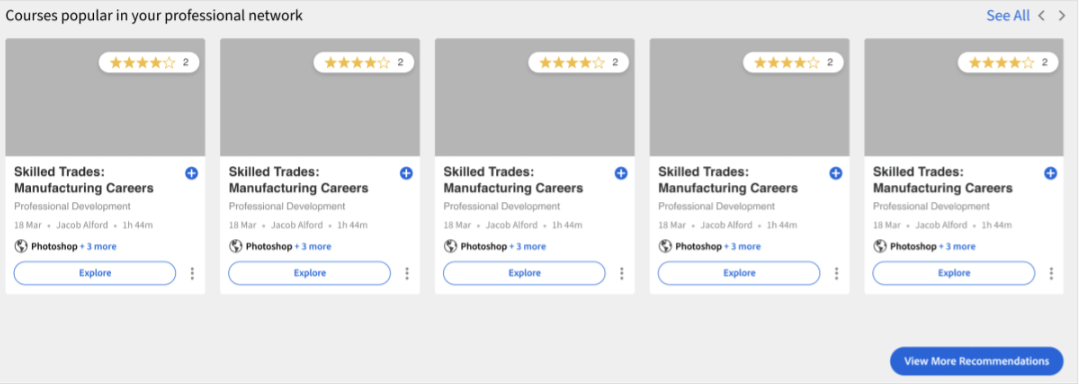 Courses popular in your professional network
See All
2
2
2
2
2
Skilled Trades:
Manufacturing Careers
Professional Development
18 Mar • Jacob Alford • 1h 44m
Photoshop + 3 more
Explore
Skilled Trades:
Manufacturing Careers
Professional Development
18 Mar • Jacob Alford • 1h 44m
Photoshop + 3 more
Explore
Skilled Trades:
Manufacturing Careers
Professional Development
18 Mar • Jacob Alford • 1h 44m
Photoshop + 3 more
Explore
Skilled Trades:
Manufacturing Careers
Professional Development
18 Mar • Jacob Alford • 1h 44m
Photoshop + 3 more
Explore
Skilled Trades:
Manufacturing Careers
Professional Development
18 Mar • Jacob Alford • 1h 44m
Photoshop + 3 more
Explore
View More Recommendations